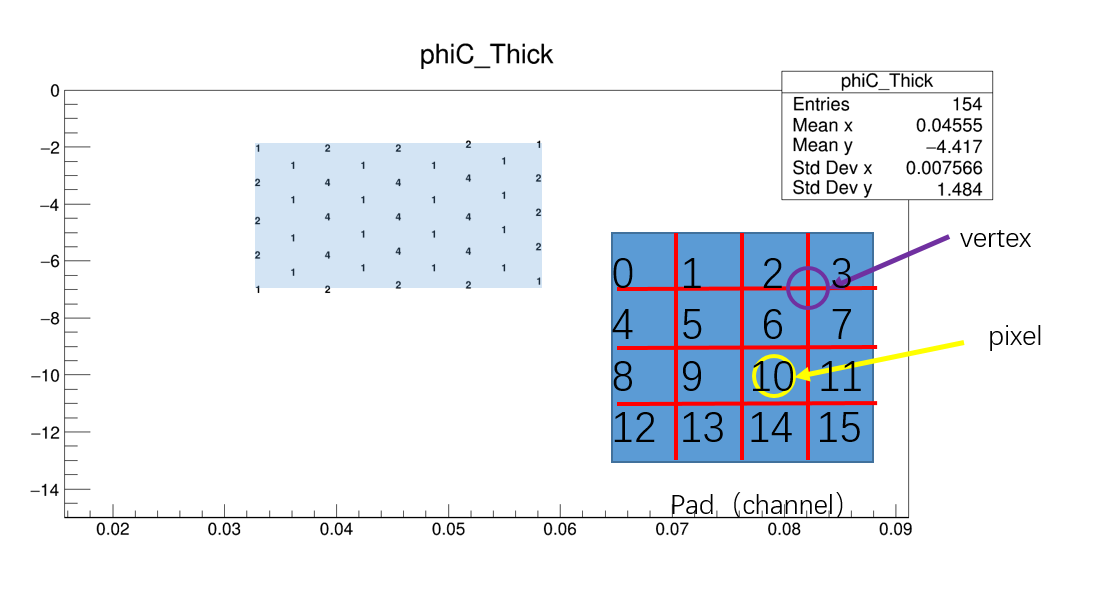 phiC_Thick
phiC_Thick
Entries 154
Mean x 0.04555
Mean y −4.417
Std Dev x 0.007566
Std Dev y 1.484
0
−2
−4
−6
−8
−10
−12
−14
1 2 2 2 1
1 1 1 1
2 4 4 4 2
1 1 1 1
2 4 4 4 2
1 1 1 1
2 4 4 4 2
1 1 1 1
1 2 2 2 1
vertex
pixel
0 1 2 3
4 5 6 7
8 9 10 11
12 13 14 15
Pad（channel）
0.02 0.03 0.04 0.05 0.06 0.07 0.08 0.09